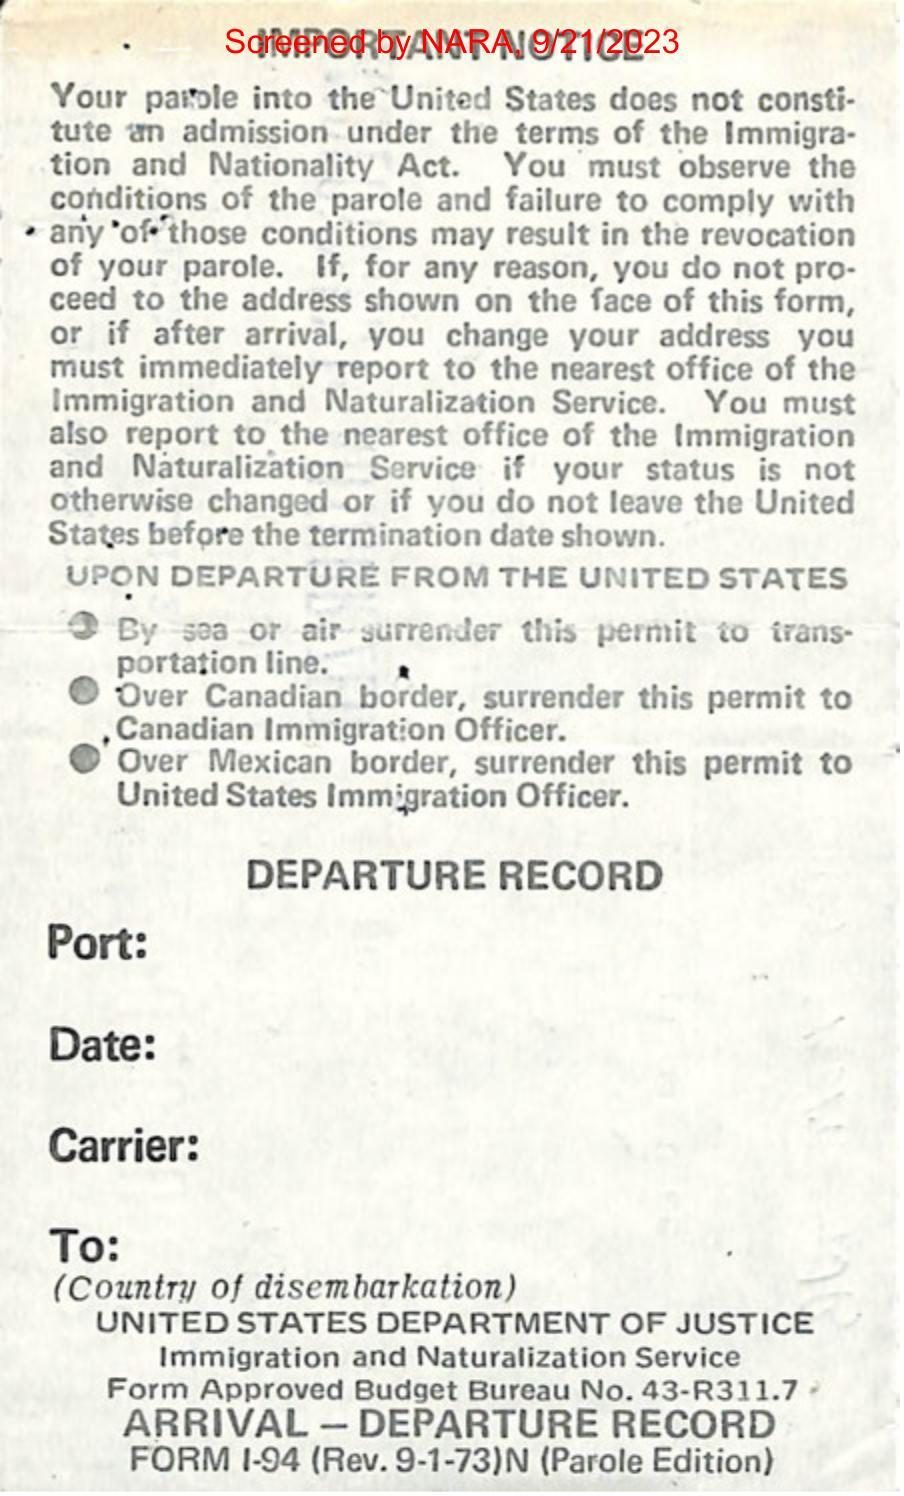 Screened by NARA, 9/21/2023
IMPORTANT NOTICE
Your parole into the United States does not consti-
tute an admission under the terms of the Immigra-
tion and Nationality Act. You must observe the
conditions of the parole and failure to comply with
any of those conditions may result in the revocation
of your parole. If, for any reason, you do not pro-
ceed to the address shown on the face of this form,
or if after arrival, you change your address you
must immediately report to the nearest office of the
Immigration and Naturalization Service. You must
also report to the nearest office of the Immigration
and Naturalization Service if your status is not
otherwise changed or if you do not leave the United
States before the termination date shown.
UPON DEPARTURE FROM THE UNITED STATES
● By sea or air surrender this permit to trans-
portation line.
● Over Canadian border, surrender this permit to
Canadian Immigration Officer.
● Over Mexican border, surrender this permit to
United States Immigration Officer.
DEPARTURE RECORD
Port:
Date:
Carrier:
To:
(Country of disembarkation)
UNITED STATES DEPARTMENT OF JUSTICE
Immigration and Naturalization Service
Form Approved Budget Bureau No. 43-R311.7
ARRIVAL — DEPARTURE RECORD
FORM I-94 (Rev. 9-1-73)N (Parole Edition)